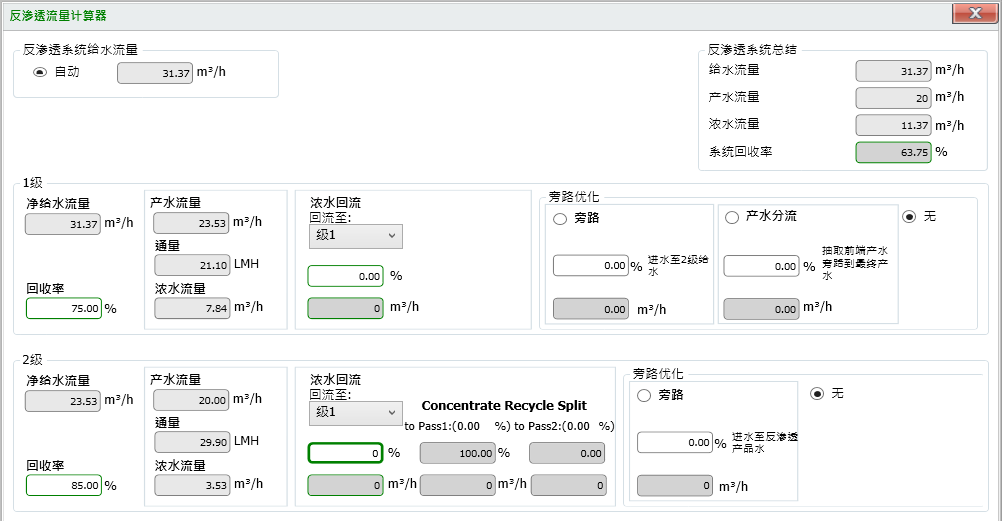 反渗透流量计算器
反渗透系统给水流量
自动 31.37 m³/h
反渗透系统总结
给水流量 31.37 m³/h
产水流量 20 m³/h
浓水流量 11.37 m³/h
系统回收率 63.75 %
1级
净给水流量
31.37 m³/h
回收率
75.00 %
产水流量
23.53 m³/h
通量
21.10 LMH
浓水流量
7.84 m³/h
浓水回流
回流至:
级1
0.00 %
0 m³/h
旁路优化
旁路
0.00 % 进水至2级给
水
0.00 m³/h
产水分流
0.00 % 抽取前端产水
旁路到最终产
水
0.00 m³/h
无
2级
净给水流量
23.53 m³/h
回收率
85.00 %
产水流量
20.00 m³/h
通量
29.90 LMH
浓水流量
3.53 m³/h
浓水回流
回流至:
级1
Concentrate Recycle Split
to Pass1:(0.00 %) to Pass2:(0.00 %)
0 % 100.00 % 0.00
0 m³/h 0 m³/h 0
旁路优化
旁路
0.00 % 进水至反渗透
产品水
0 m³/h
无